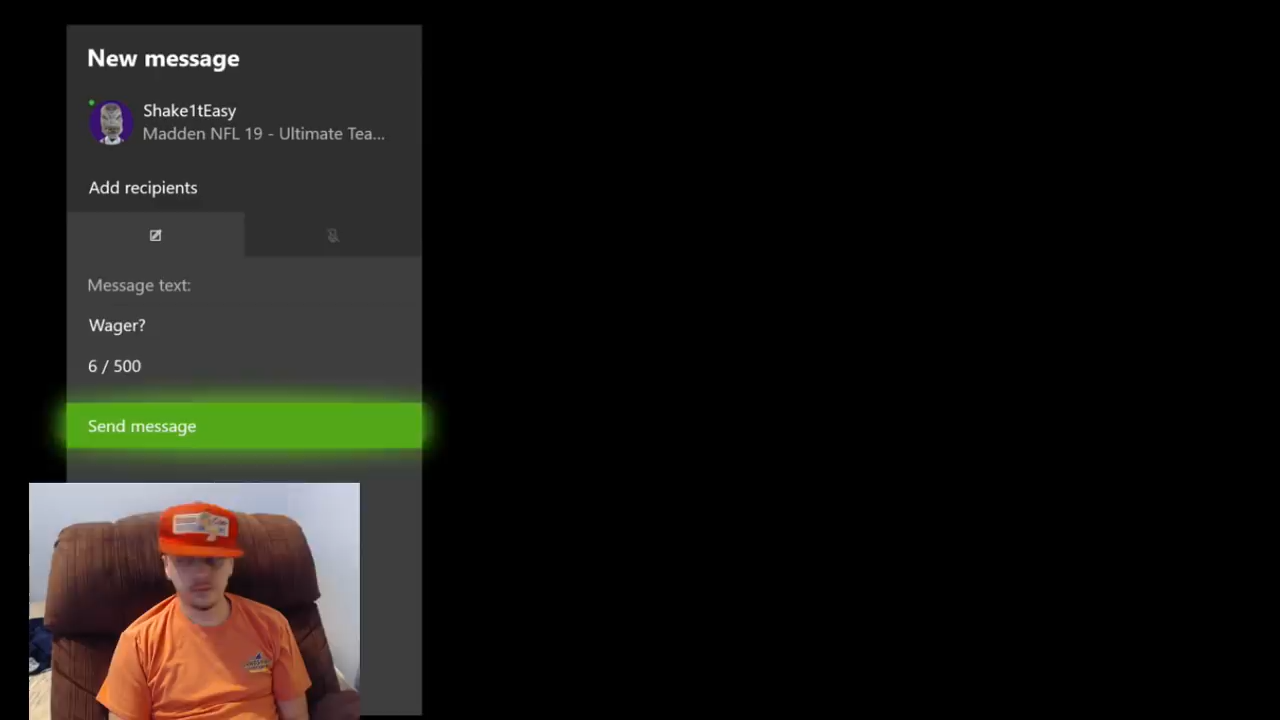 New message
Shake1tEasy
Madden NFL 19 - Ultimate Tea...
Add recipients
Message text:
Wager?
6 / 500
Send message